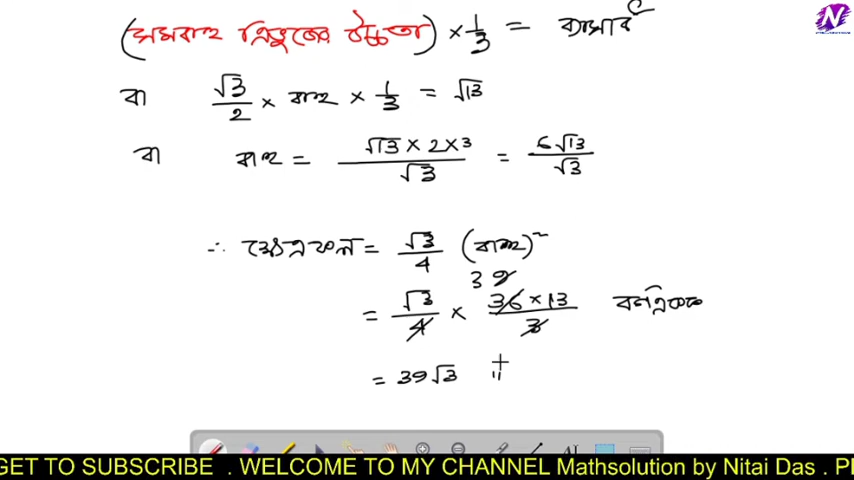 (সমবাহু ত্রিভুজের উচ্চতা) × 1/3 = ব্যাসার্ধ
বা √3/2 × বাহু × 1/3 = √13
বা বাহু = √13 × 2 × 3/√3 = 6√13/√3
∴ ক্ষেত্রফল = √3/4 (বাহু)²
3 9
= √3/4 × 36 × 13/3 বর্গএকক
= 39√3 "
GET TO SUBSCRIBE . WELCOME TO MY CHANNEL Mathsolution by Nitai Das . P